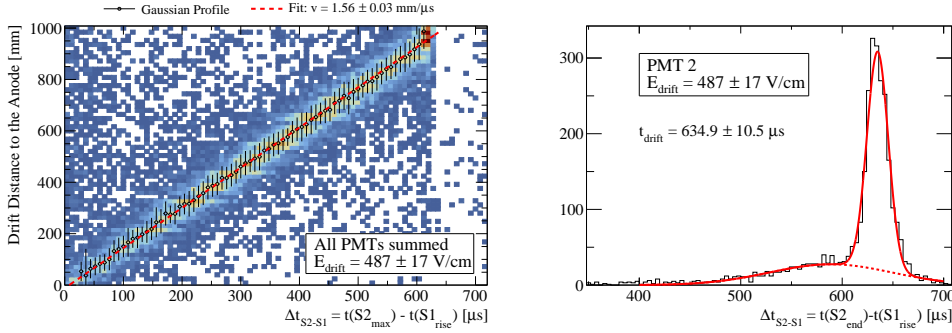 Gaussian Profile Fit: v = 1.56 ± 0.03 mm/μs
Drift Distance to the Anode [mm]
1000
800
600
400
200
0
All PMTs summed
E_drift = 487 ± 17 V/cm
0 100 200 300 400 500 600 700
Δt_S2-S1 = t(S2_max) - t(S1_rise) [μs]
300
200
100
0
PMT 2
E_drift = 487 ± 17 V/cm
t_drift = 634.9 ± 10.5 μs
400 500 600 700
Δt_S2-S1 = t(S2_end)-t(S1_rise) [μs]